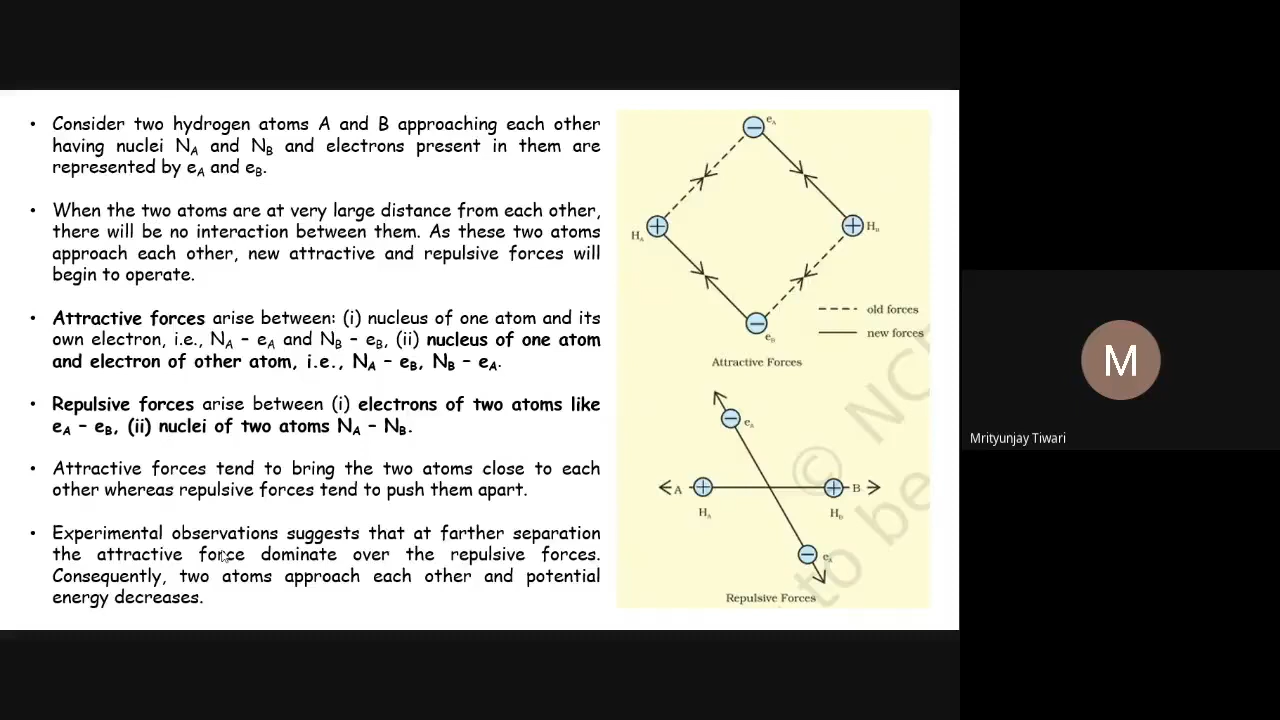 • Consider two hydrogen atoms A and B approaching each other
having nuclei NA and NB and electrons present in them are
represented by eA and eB.
• When the two atoms are at very large distance from each other,
there will be no interaction between them. As these two atoms
approach each other, new attractive and repulsive forces will
begin to operate.
• Attractive forces arise between: (i) nucleus of one atom and its
own electron, i.e., NA – eA and NB – eB, (ii) nucleus of one atom
and electron of other atom, i.e., NA – eB, NB – eA.
• Repulsive forces arise between (i) electrons of two atoms like
eA – eB, (ii) nuclei of two atoms NA – NB.
• Attractive forces tend to bring the two atoms close to each
other whereas repulsive forces tend to push them apart.
• Experimental observations suggests that at farther separation
the attractive force dominate over the repulsive forces.
Consequently, two atoms approach each other and potential
energy decreases.
eA
HA
HB
eB
old forces
new forces
Attractive Forces
eA
A
B
HA
HB
eA
Repulsive Forces
© NC
to be
M
Mrityunjay Tiwari